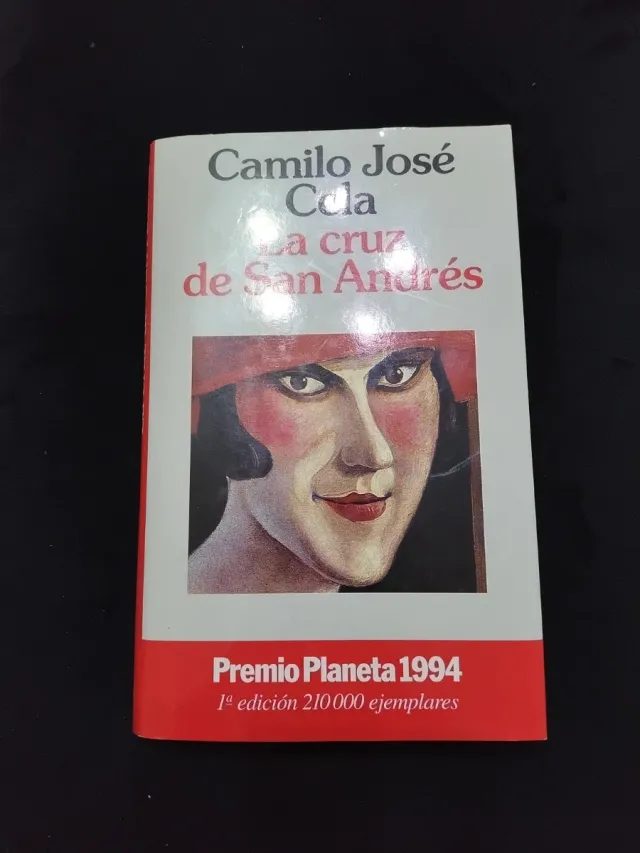 Camilo José
Cela
La cruz
de San Andrés
Premio Planeta 1994
1ª edición 210 000 ejemplares